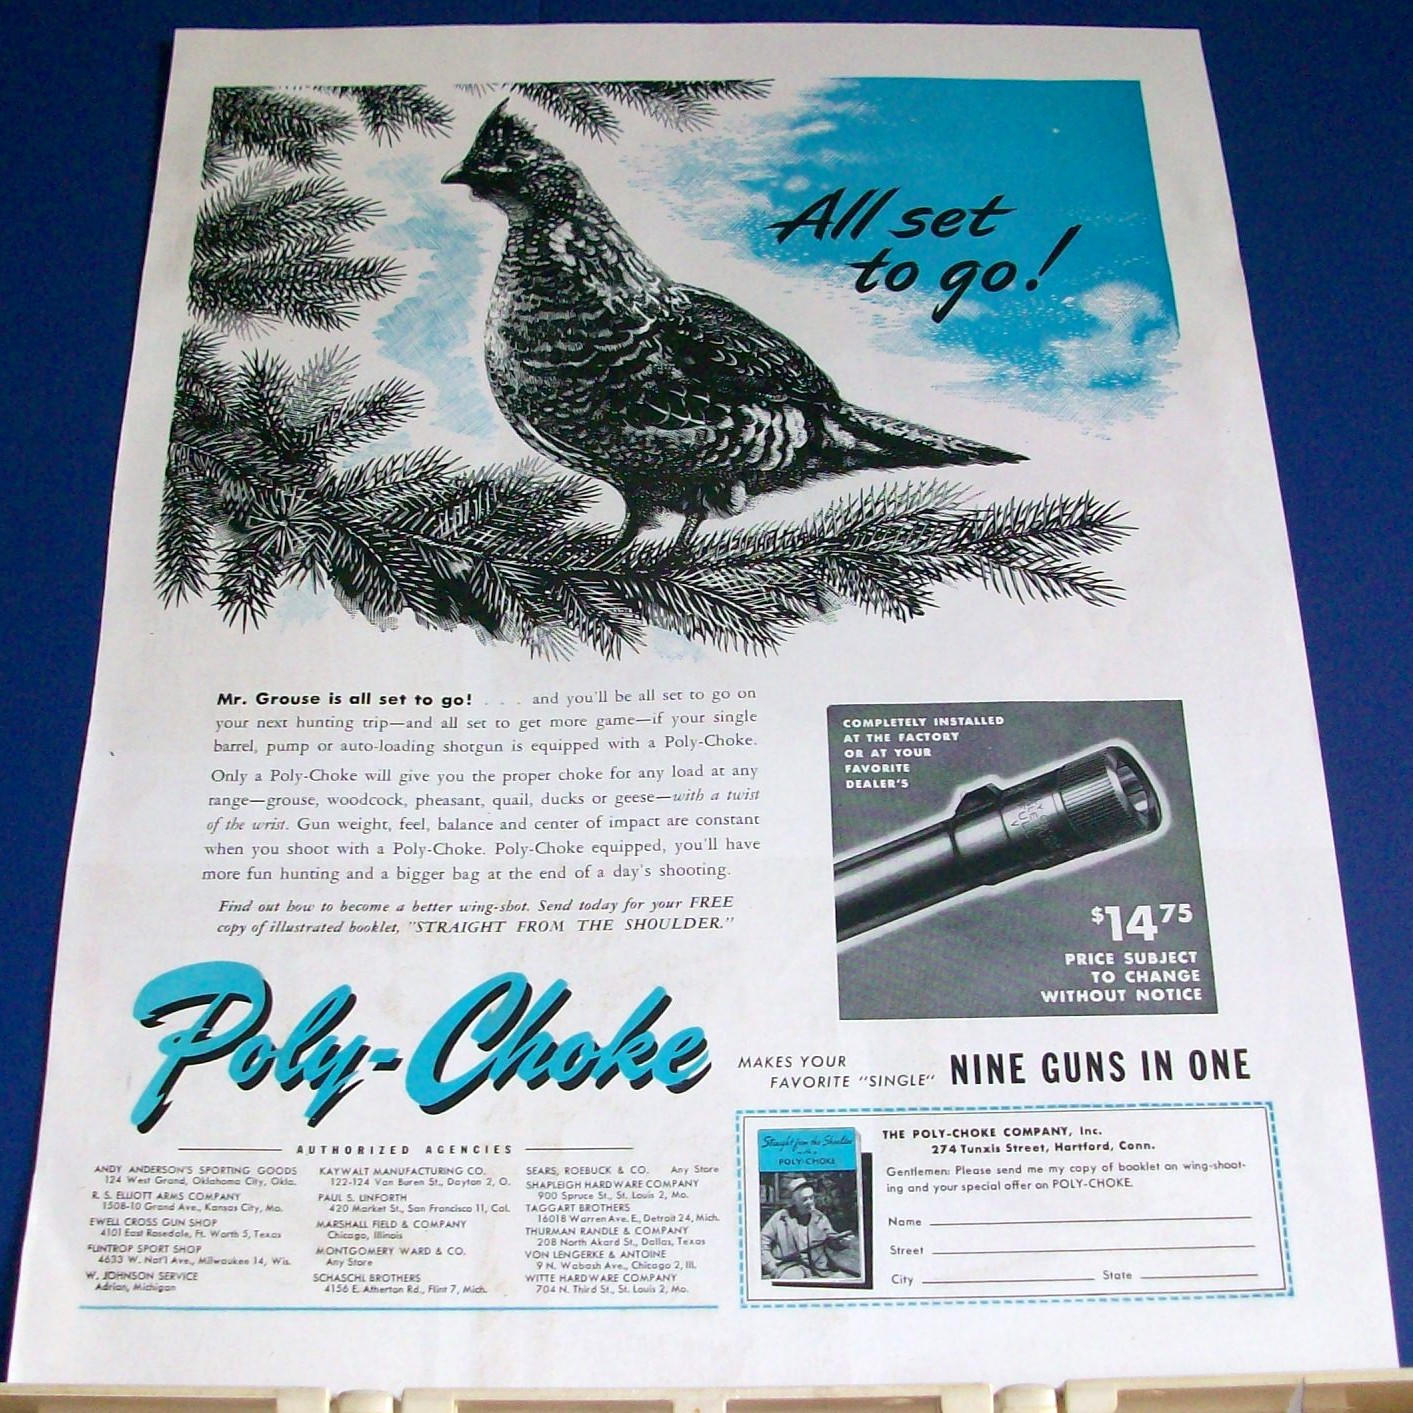 All set
to go!
Mr. Grouse is all set to go! . . . and you'll be all set to go on
your next hunting trip—and all set to get more game—if your single
barrel, pump or auto-loading shotgun is equipped with a Poly-Choke.
Only a Poly-Choke will give you the proper choke for any load at any
range—grouse, woodcock, pheasant, quail, ducks or geese—with a twist
of the wrist. Gun weight, feel, balance and center of impact are constant
when you shoot with a Poly-Choke. Poly-Choke equipped, you'll have
more fun hunting and a bigger bag at the end of a day's shooting.
Find out how to become a better wing-shot. Send today for your FREE
copy of illustrated booklet, "STRAIGHT FROM THE SHOULDER."
COMPLETELY INSTALLED
AT THE FACTORY
OR AT YOUR
FAVORITE
DEALER'S
$14 75
PRICE SUBJECT
TO CHANGE
WITHOUT NOTICE
Poly-Choke
MAKES YOUR
FAVORITE "SINGLE"
NINE GUNS IN ONE
AUTHORIZED AGENCIES
ANDY ANDERSON'S SPORTING GOODS
124 West Grand, Oklahoma City, Okla.
R. S. ELLIOTT ARMS COMPANY
1508-10 Grand Ave., Kansas City, Mo.
EWELL CROSS GUN SHOP
4101 East Rosedale, Ft. Worth 5, Texas
FLINTROP SPORT SHOP
4633 W. Nat'l Ave., Milwaukee 14, Wis.
W. JOHNSON SERVICE
Adrian, Michigan
KAYWALT MANUFACTURING CO.
122-124 Van Buren St., Dayton 2, O.
PAUL S. LINFORTH
420 Market St., San Francisco 11, Cal.
MARSHALL FIELD & COMPANY
Chicago, Illinois
MONTGOMERY WARD & CO.
Any Store
SCHASCHL BROTHERS
4156 E. Atherton Rd., Flint 7, Mich.
SEARS, ROEBUCK & CO. Any Store
SHAPLEIGH HARDWARE COMPANY
900 Spruce St., St. Louis 2, Mo.
TAGGART BROTHERS
16018 Warren Ave. E., Detroit 24, Mich.
THURMAN RANDLE & COMPANY
208 North Akard St., Dallas, Texas
VON LENGERKE & ANTOINE
9 N. Wabash Ave., Chicago 2, Ill.
WITTE HARDWARE COMPANY
704 N. Third St., St. Louis 2, Mo.
Straight from the Shoulder
with a
POLY-CHOKE
THE POLY-CHOKE COMPANY, Inc.
274 Tunxis Street, Hartford, Conn.
Gentlemen: Please send me my copy of booklet on wing-shoot-
ing and your special offer on POLY-CHOKE.
Name
Street
City State